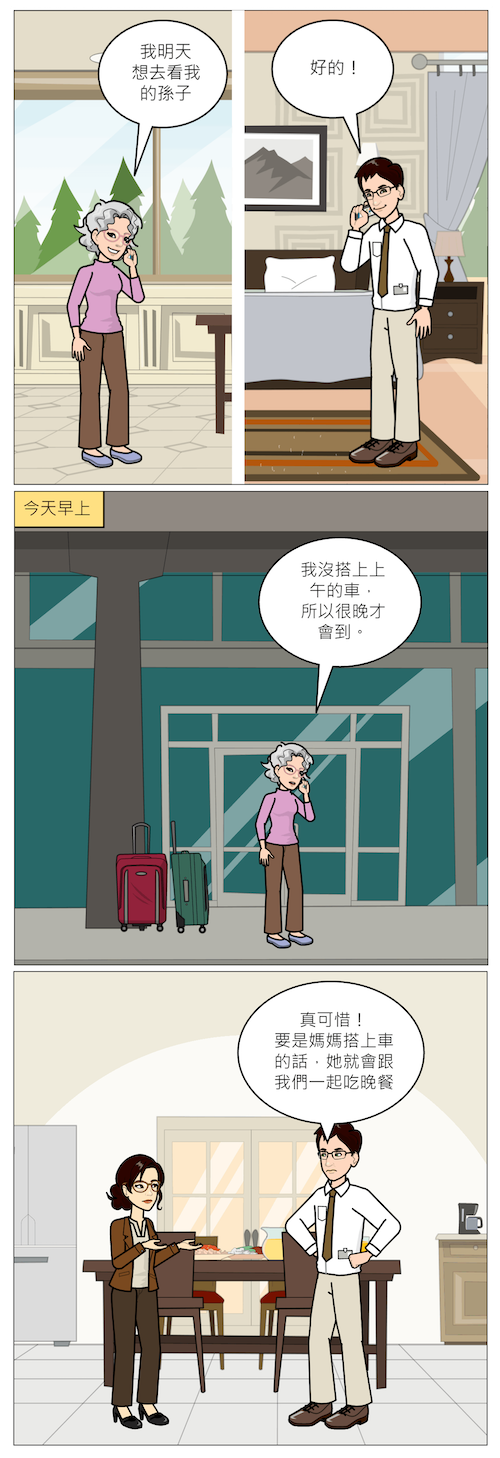 我明天
想去看我
的孫子
好的！
今天早上
我沒搭上上
午的車，
所以很晚才
會到。
真可惜！
要是媽媽搭上車
的話，她就會跟
我們一起吃晚餐